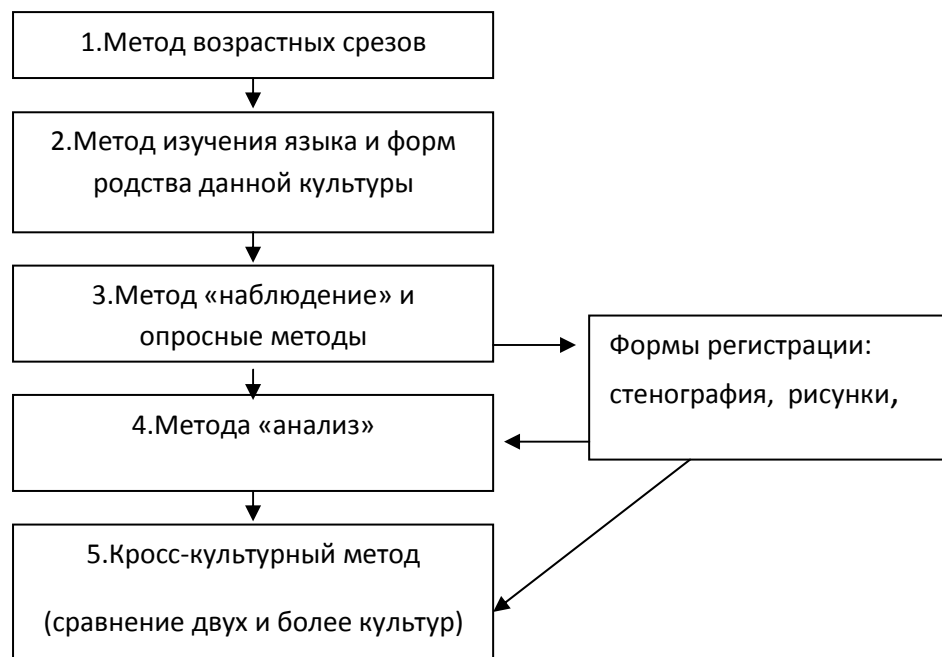 1.Метод возрастных срезов
2.Метод изучения языка и форм
родства данной культуры
3.Метод «наблюдение» и
опросные методы
Формы регистрации:
стенография, рисунки,
4.Метода «анализ»
5.Кросс-культурный метод
(сравнение двух и более культур)